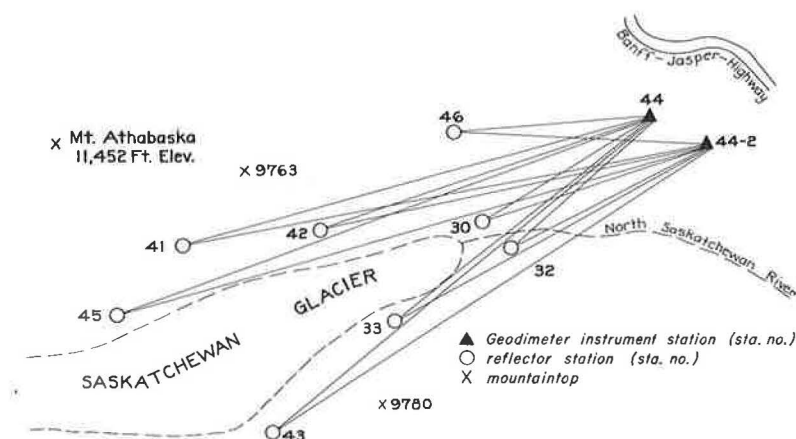 Banff-Jasper-Highway
44
46
44-2
X Mt. Athabaska
11,452 Ft. Elev.
X 9763
30
42
41
North Saskatchewan River
32
GLACIER
45
33
SASKATCHEWAN
▲ Geodimeter instrument station (sta. no.)
○ reflector station (sta. no.)
X mountaintop
X 9780
43